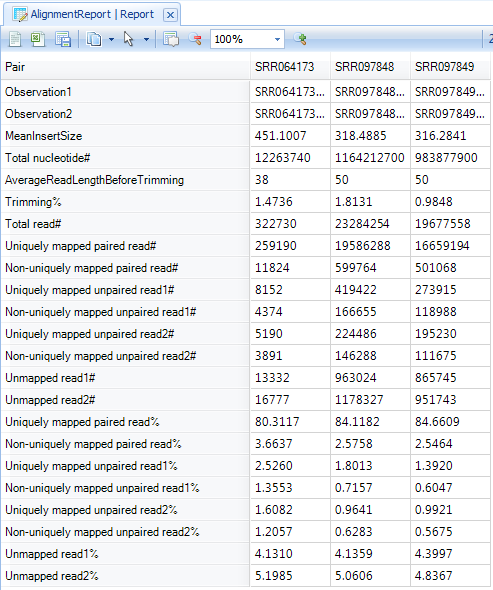 AlignmentReport | Report
100%
Pair SRR064173 SRR097848 SRR097849
Observation1 SRR064173... SRR097848... SRR097849...
Observation2 SRR064173... SRR097848... SRR097849...
MeanInsertSize 451.1007 318.4885 316.2841
Total nucleotide# 12263740 1164212700 983877900
AverageReadLengthBeforeTrimming 38 50 50
Trimming% 1.4736 1.8131 0.9848
Total read# 322730 23284254 19677558
Uniquely mapped paired read# 259190 19586288 16659194
Non-uniquely mapped paired read# 11824 599764 501068
Uniquely mapped unpaired read1# 8152 419422 273915
Non-uniquely mapped unpaired read1# 4374 166655 118988
Uniquely mapped unpaired read2# 5190 224486 195230
Non-uniquely mapped unpaired read2# 3891 146288 111675
Unmapped read1# 13332 963024 865745
Unmapped read2# 16777 1178327 951743
Uniquely mapped paired read% 80.3117 84.1182 84.6609
Non-uniquely mapped paired read% 3.6637 2.5758 2.5464
Uniquely mapped unpaired read1% 2.5260 1.8013 1.3920
Non-uniquely mapped unpaired read1% 1.3553 0.7157 0.6047
Uniquely mapped unpaired read2% 1.6082 0.9641 0.9921
Non-uniquely mapped unpaired read2% 1.2057 0.6283 0.5675
Unmapped read1% 4.1310 4.1359 4.3997
Unmapped read2% 5.1985 5.0606 4.8367